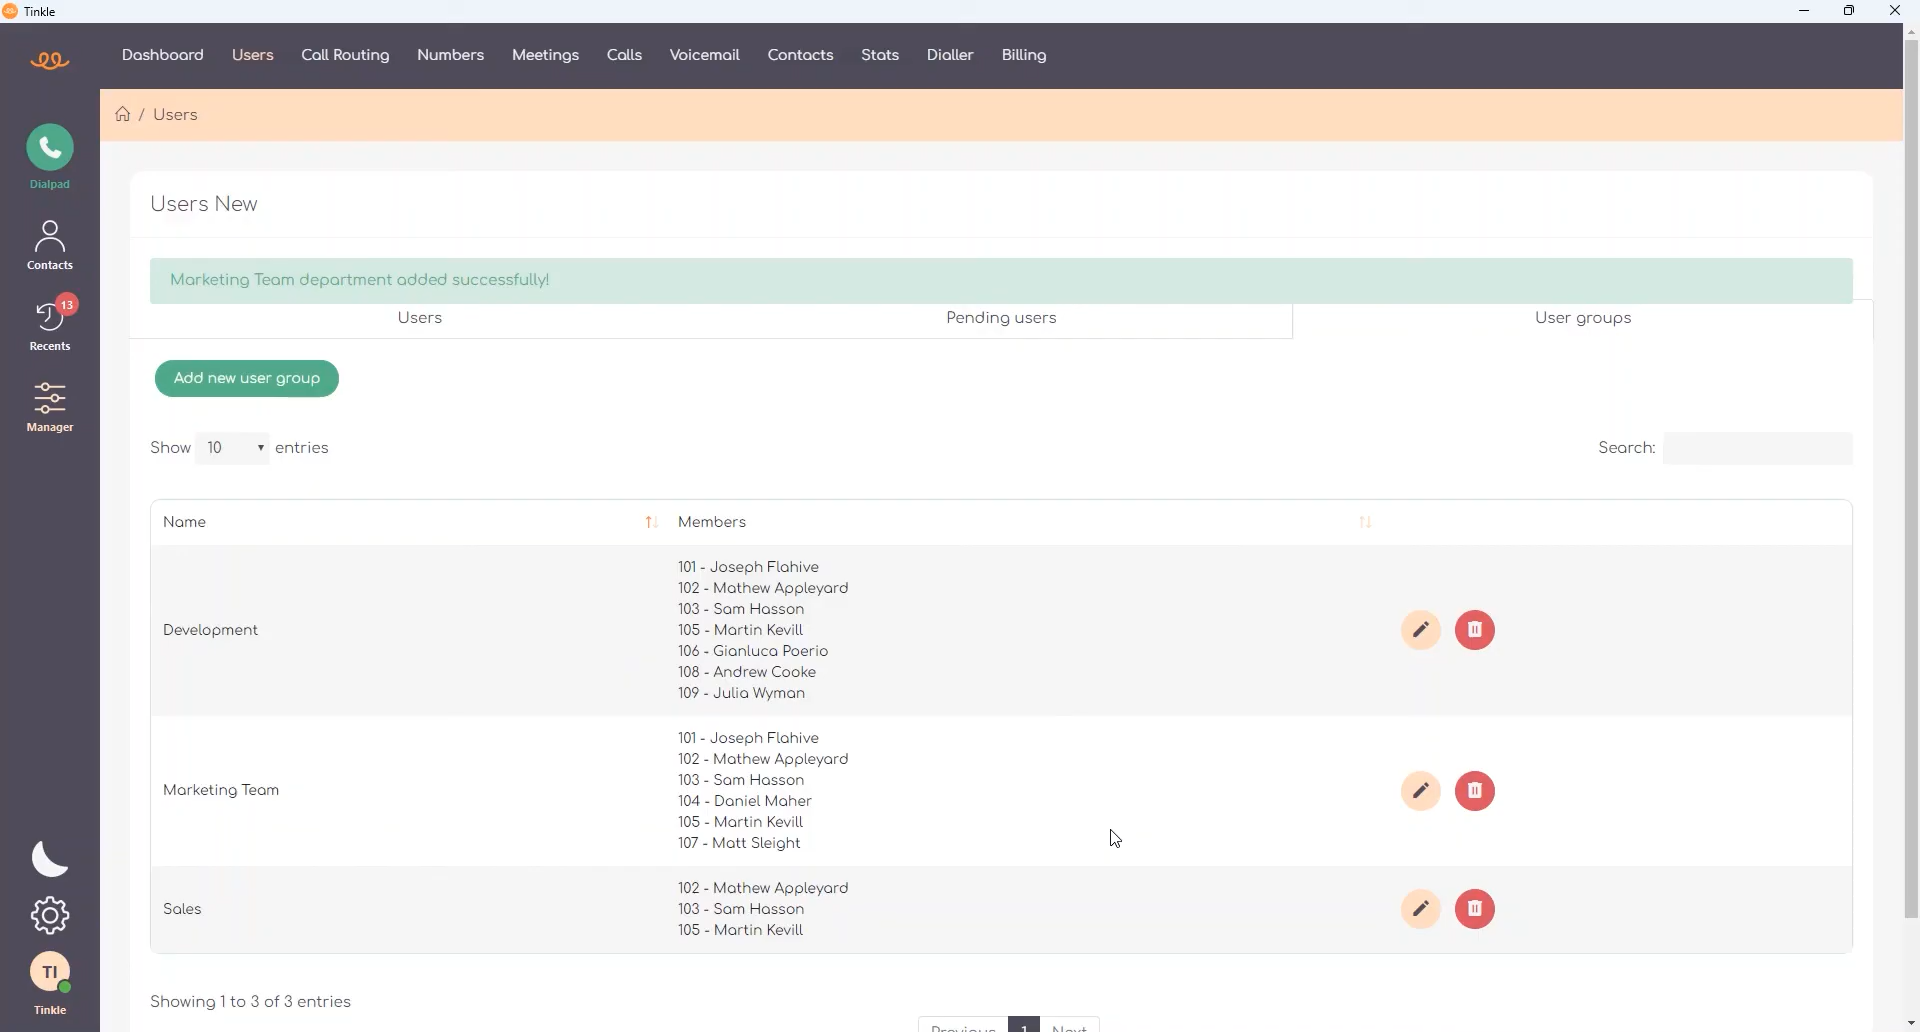 Tinkle
Dashboard Users Call Routing Numbers Meetings Calls Voicemail Contacts Stats Dialler Billing
/ Users
Dialpad
Contacts
13
Recents
Manager
TI
Tinkle
Users New
Marketing Team department added successfully!
Users Pending users User groups
Add new user group
Show 10 entries Search:
Name Members
Development
101 - Joseph Flahive
102 - Mathew Appleyard
103 - Sam Hasson
105 - Martin Kevill
106 - Gianluca Poerio
108 - Andrew Cooke
109 - Julia Wyman
Marketing Team
101 - Joseph Flahive
102 - Mathew Appleyard
103 - Sam Hasson
104 - Daniel Maher
105 - Martin Kevill
107 - Matt Sleight
Sales
102 - Mathew Appleyard
103 - Sam Hasson
105 - Martin Kevill
Showing 1 to 3 of 3 entries
Previous 1 Next